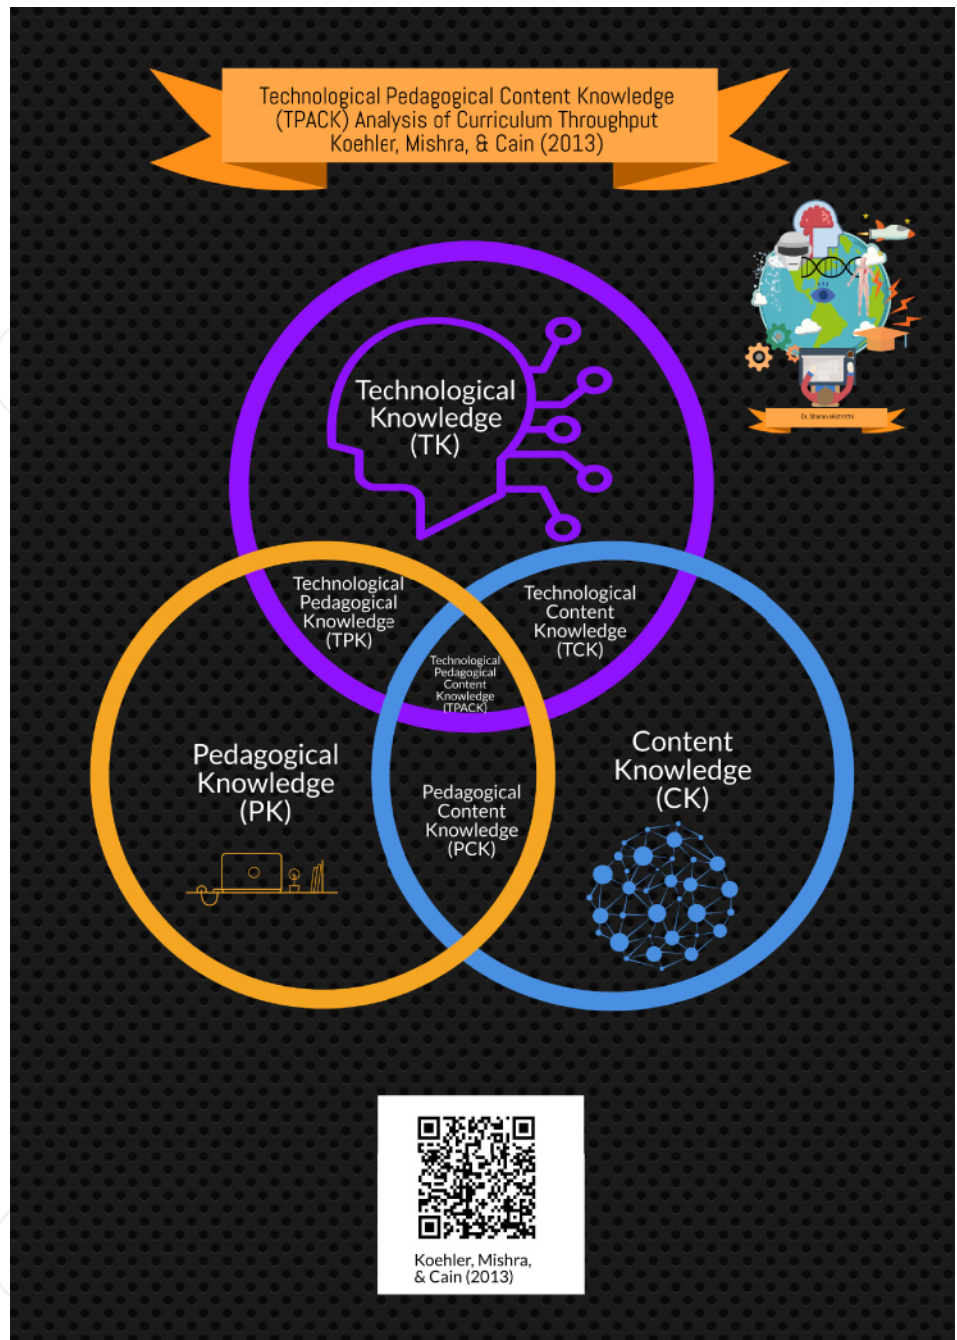 Technological Pedagogical Content Knowledge
(TPACK) Analysis of Curriculum Throughput
Koehler, Mishra, & Cain (2013)
Dr. Sharon
Technological
Knowledge
(TK)
Technological
Pedagogical
Knowledge
(TPK)
Technological
Content
Knowledge
(TCK)
Technological
Pedagogical
Content
Knowledge
(TPACK)
Pedagogical
Knowledge
(PK)
Content
Knowledge
(CK)
Pedagogical
Content
Knowledge
(PCK)
Koehler, Mishra,
& Cain (2013)